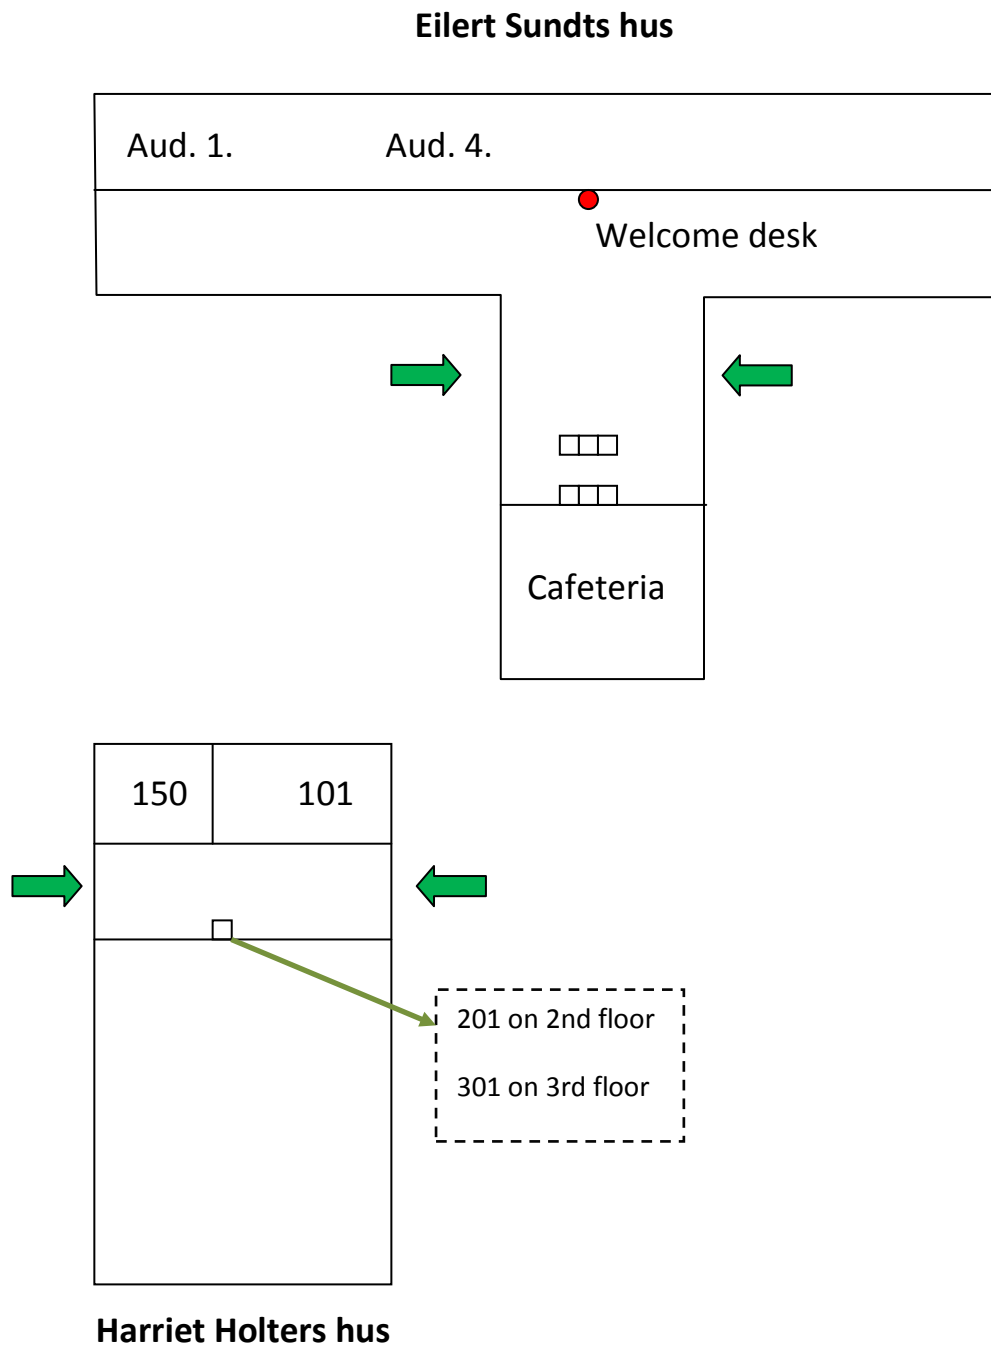 Eilert Sundts hus
Aud. 1.
Aud. 4.
Welcome desk
Cafeteria
150
101
201 on 2nd floor
301 on 3rd floor
Harriet Holters hus